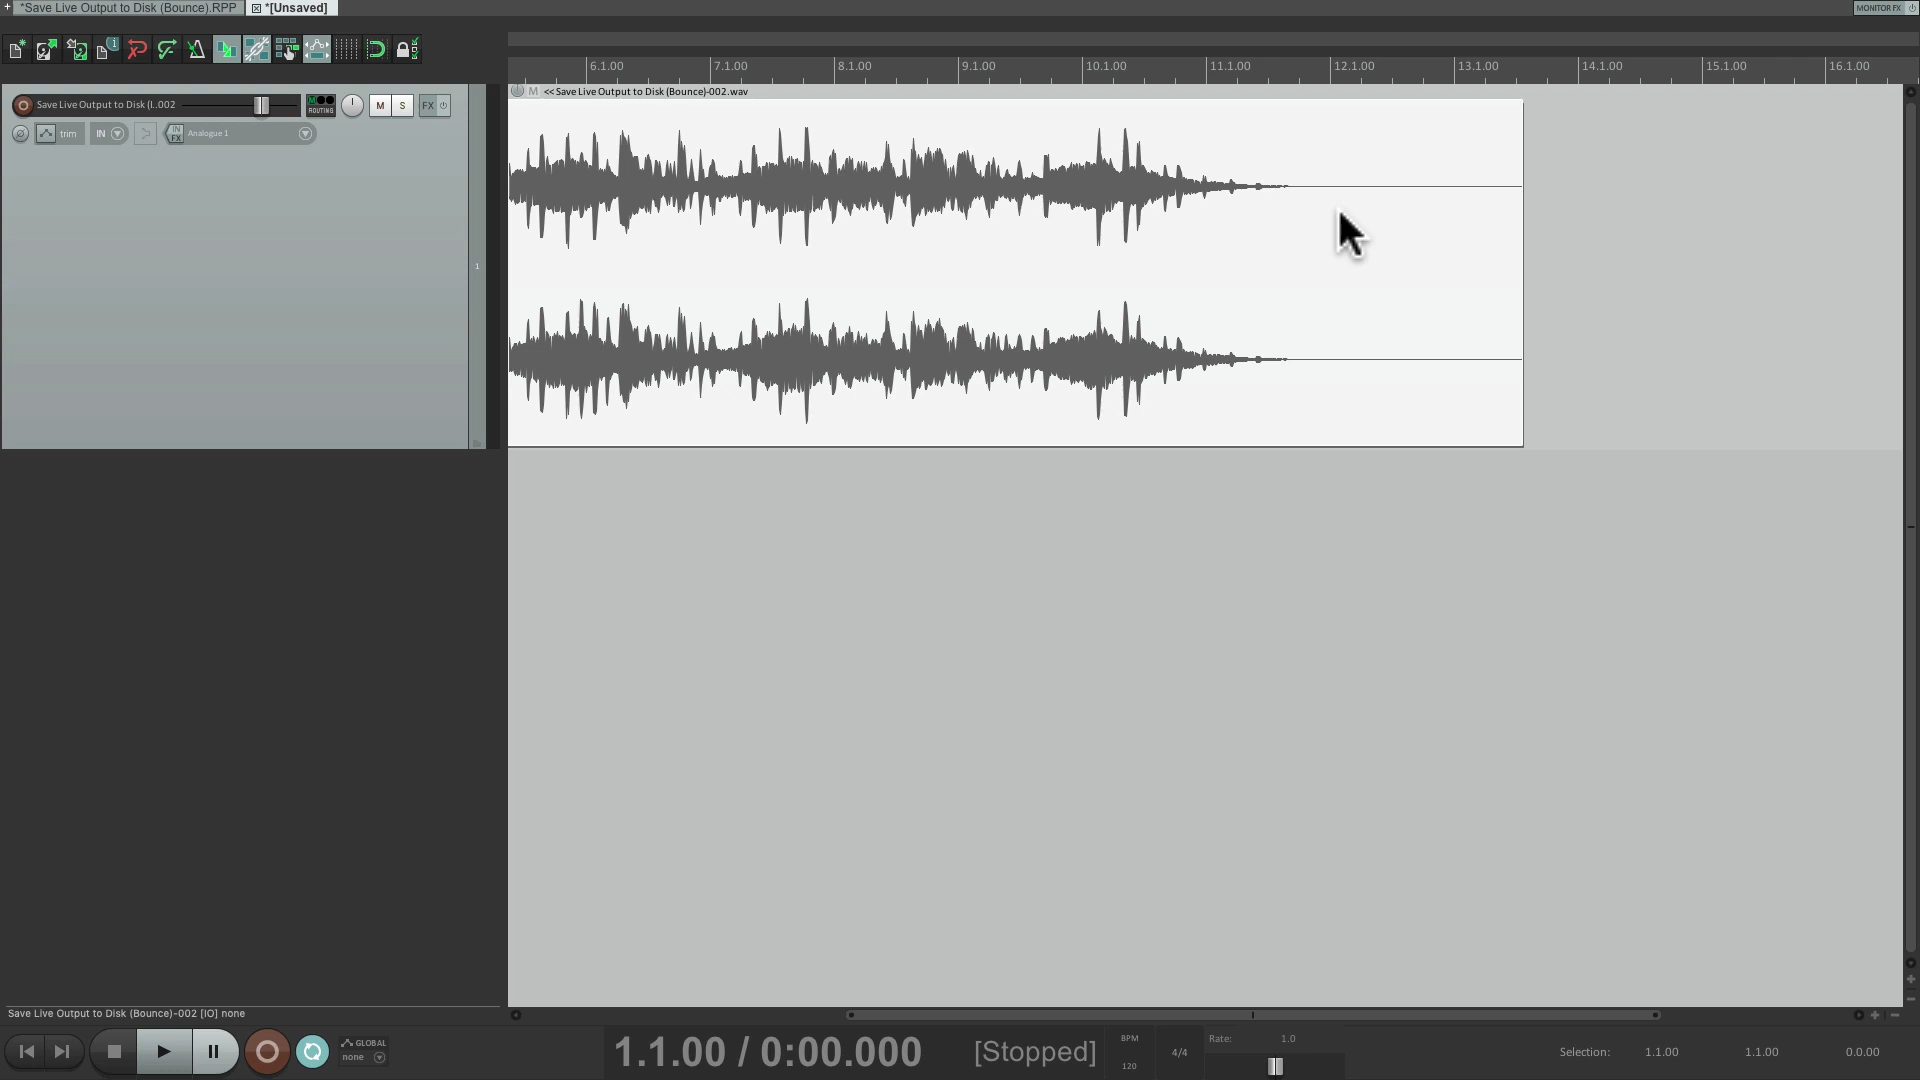 + *Save Live Output to Disk (Bounce).RPP *[Unsaved] MONITOR FX
6.1.00 7.1.00 8.1.00 9.1.00 10.1.00 11.1.00 12.1.00 13.1.00 14.1.00 15.1.00 16.1.00
M << Save Live Output to Disk (Bounce)-002.wav
Save Live Output to Disk (l..002 ROUTING M S FX
trim IN IN FX Analogue 1
1
Save Live Output to Disk (Bounce)-002 [IO] none
GLOBAL
none
1.1.00 / 0:00.000 [Stopped]
BPM
120
4/4
Rate: 1.0
Selection: 1.1.00 1.1.00 0.0.00